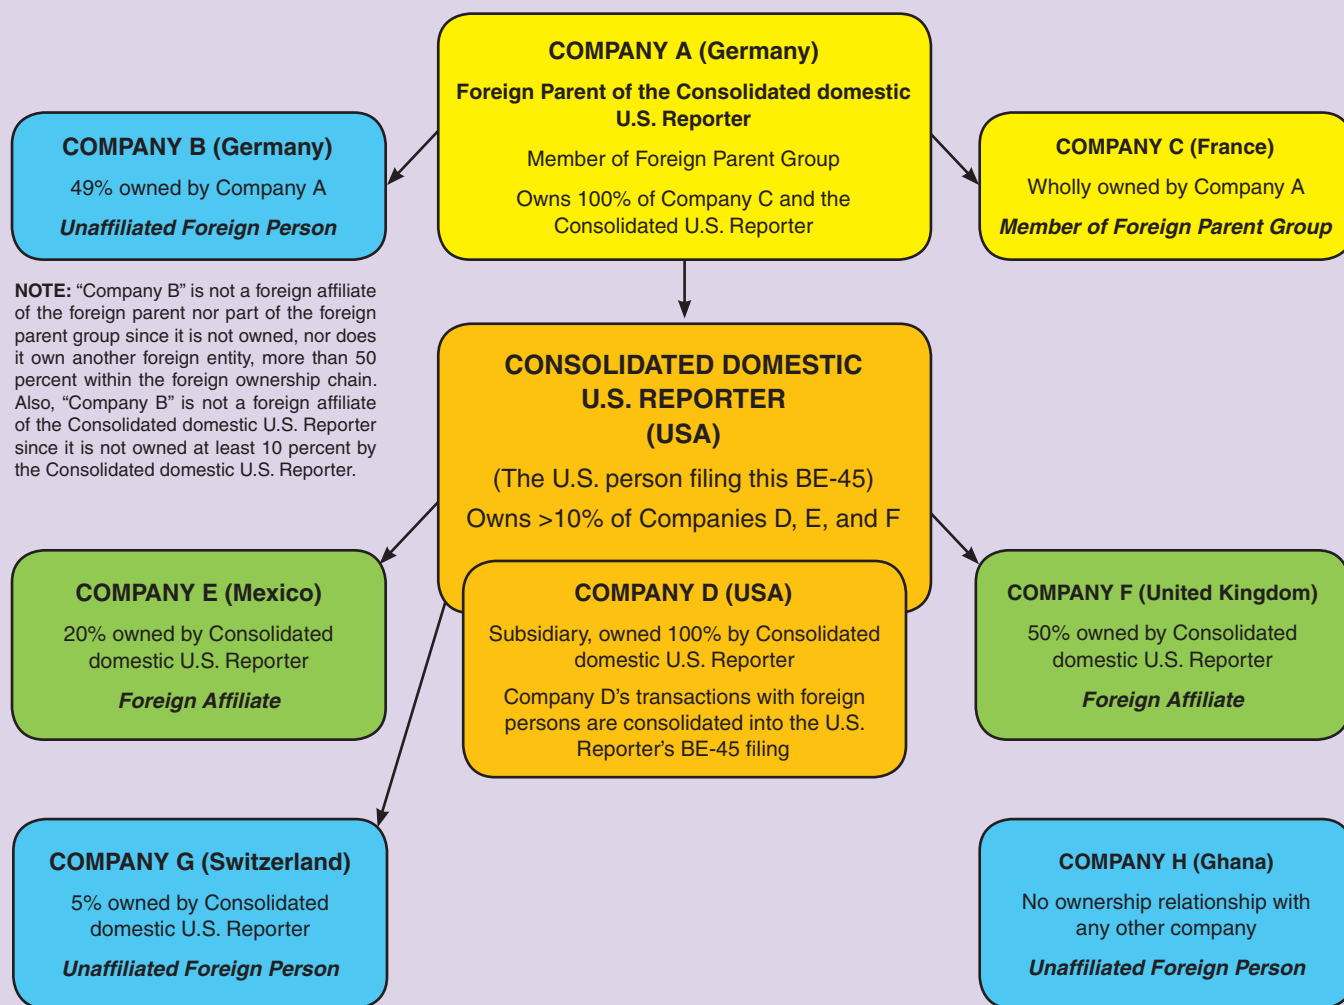 COMPANY A (Germany)
Foreign Parent of the Consolidated domestic
U.S. Reporter
Member of Foreign Parent Group
Owns 100% of Company C and the
Consolidated U.S. Reporter
COMPANY B (Germany)
49% owned by Company A
Unaffiliated Foreign Person
COMPANY C (France)
Wholly owned by Company A
Member of Foreign Parent Group
NOTE: “Company B” is not a foreign affiliate
of the foreign parent nor part of the foreign
parent group since it is not owned, nor does
it own another foreign entity, more than 50
percent within the foreign ownership chain.
Also, “Company B” is not a foreign affiliate
of the Consolidated domestic U.S. Reporter
since it is not owned at least 10 percent by
the Consolidated domestic U.S. Reporter.
CONSOLIDATED DOMESTIC
U.S. REPORTER
(USA)
(The U.S. person filing this BE-45)
Owns >10% of Companies D, E, and F
COMPANY E (Mexico)
20% owned by Consolidated
domestic U.S. Reporter
Foreign Affiliate
COMPANY D (USA)
Subsidiary, owned 100% by Consolidated
domestic U.S. Reporter
Company D’s transactions with foreign
persons are consolidated into the U.S.
Reporter’s BE-45 filing
COMPANY F (United Kingdom)
50% owned by Consolidated
domestic U.S. Reporter
Foreign Affiliate
COMPANY G (Switzerland)
5% owned by Consolidated
domestic U.S. Reporter
Unaffiliated Foreign Person
COMPANY H (Ghana)
No ownership relationship with
any other company
Unaffiliated Foreign Person